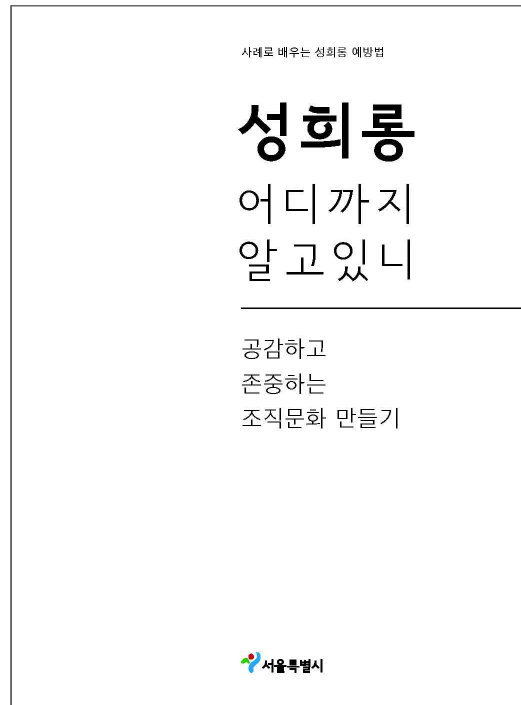 사례로 배우는 성희롱 예방법
성희롱
어디까지
알고있니
공감하고
존중하는
조직문화 만들기
서울특별시